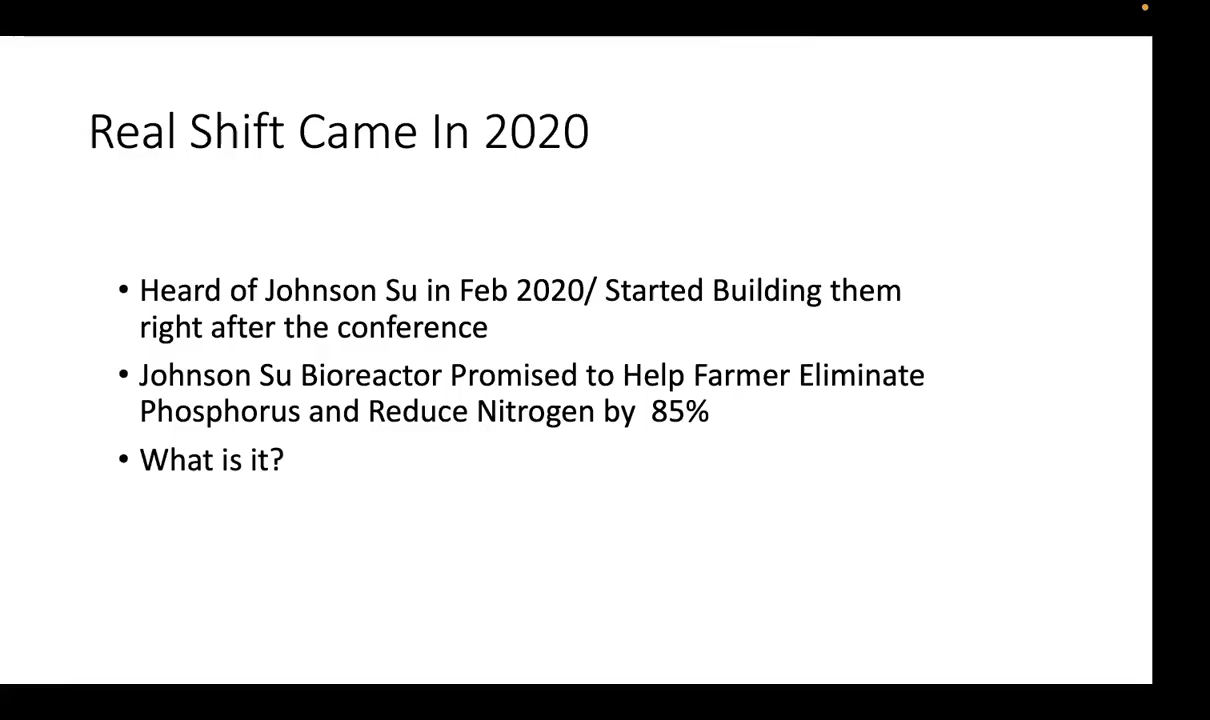 Real Shift Came In 2020
• Heard of Johnson Su in Feb 2020/ Started Building them
right after the conference
• Johnson Su Bioreactor Promised to Help Farmer Eliminate
Phosphorus and Reduce Nitrogen by  85%
• What is it?